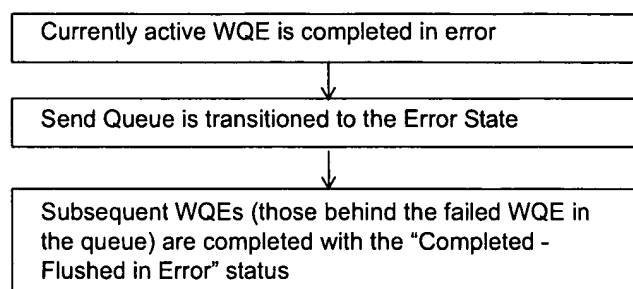 Currently active WQE is completed in error
Send Queue is transitioned to the Error State
Subsequent WQEs (those behind the failed WQE in
the queue) are completed with the “Completed -
Flushed in Error” status